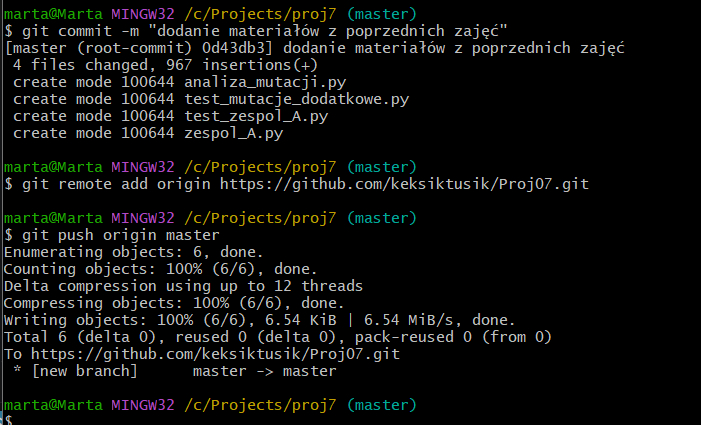 marta@Marta MINGW32 /c/Projects/proj7 (master)
$ git commit -m "dodanie materiałów z poprzednich zajęć"
[master (root-commit) 0d43db3] dodanie materiałów z poprzednich zajęć
 4 files changed, 967 insertions(+)
 create mode 100644 analiza_mutacji.py
 create mode 100644 test_mutacje_dodatkowe.py
 create mode 100644 test_zespol_A.py
 create mode 100644 zespol_A.py

marta@Marta MINGW32 /c/Projects/proj7 (master)
$ git remote add origin https://github.com/keksiktusik/Proj07.git

marta@Marta MINGW32 /c/Projects/proj7 (master)
$ git push origin master
Enumerating objects: 6, done.
Counting objects: 100% (6/6), done.
Delta compression using up to 12 threads
Compressing objects: 100% (6/6), done.
Writing objects: 100% (6/6), 6.54 KiB | 6.54 MiB/s, done.
Total 6 (delta 0), reused 0 (delta 0), pack-reused 0 (from 0)
To https://github.com/keksiktusik/Proj07.git
 * [new branch]      master -> master

marta@Marta MINGW32 /c/Projects/proj7 (master)
$